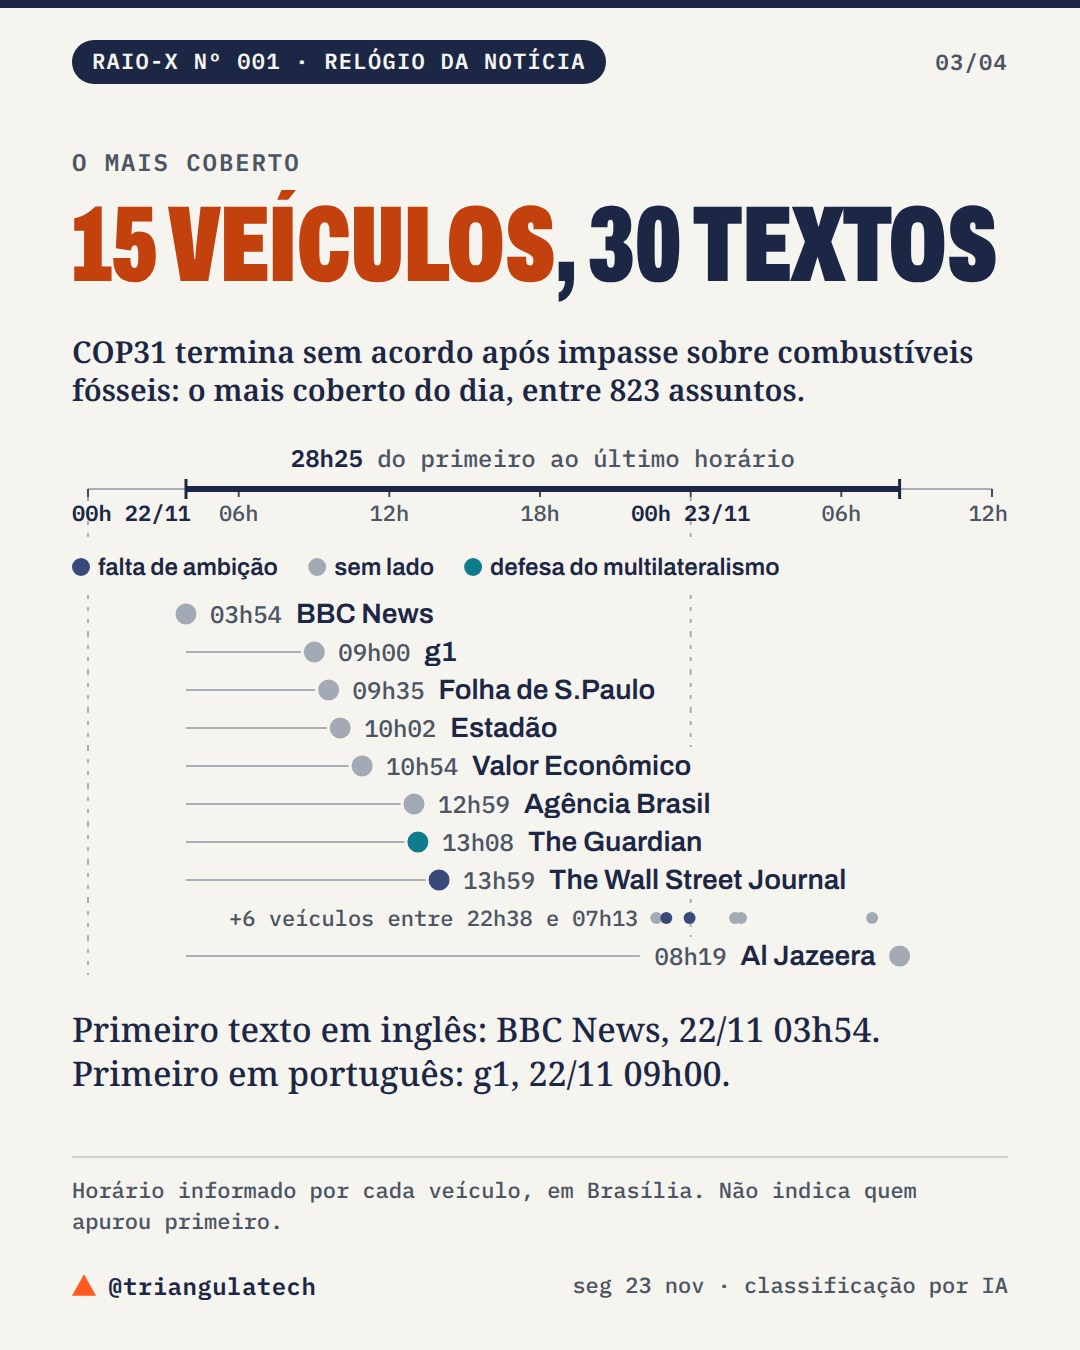 RAIO-X Nº 001 · RELÓGIO DA NOTÍCIA
03/04
O MAIS COBERTO
15 VEÍCULOS, 30 TEXTOS
COP31 termina sem acordo após impasse sobre combustíveis
fósseis: o mais coberto do dia, entre 823 assuntos.
28h25 do primeiro ao último horário
00h 22/11 06h 12h 18h 00h 23/11 06h 12h
falta de ambição sem lado defesa do multilateralismo
03h54 BBC News
09h00 g1
09h35 Folha de S.Paulo
10h02 Estadão
10h54 Valor Econômico
12h59 Agência Brasil
13h08 The Guardian
13h59 The Wall Street Journal
+6 veículos entre 22h38 e 07h13
08h19 Al Jazeera
Primeiro texto em inglês: BBC News, 22/11 03h54.
Primeiro em português: g1, 22/11 09h00.
Horário informado por cada veículo, em Brasília. Não indica quem
apurou primeiro.
@triangulatech
seg 23 nov · classificação por IA